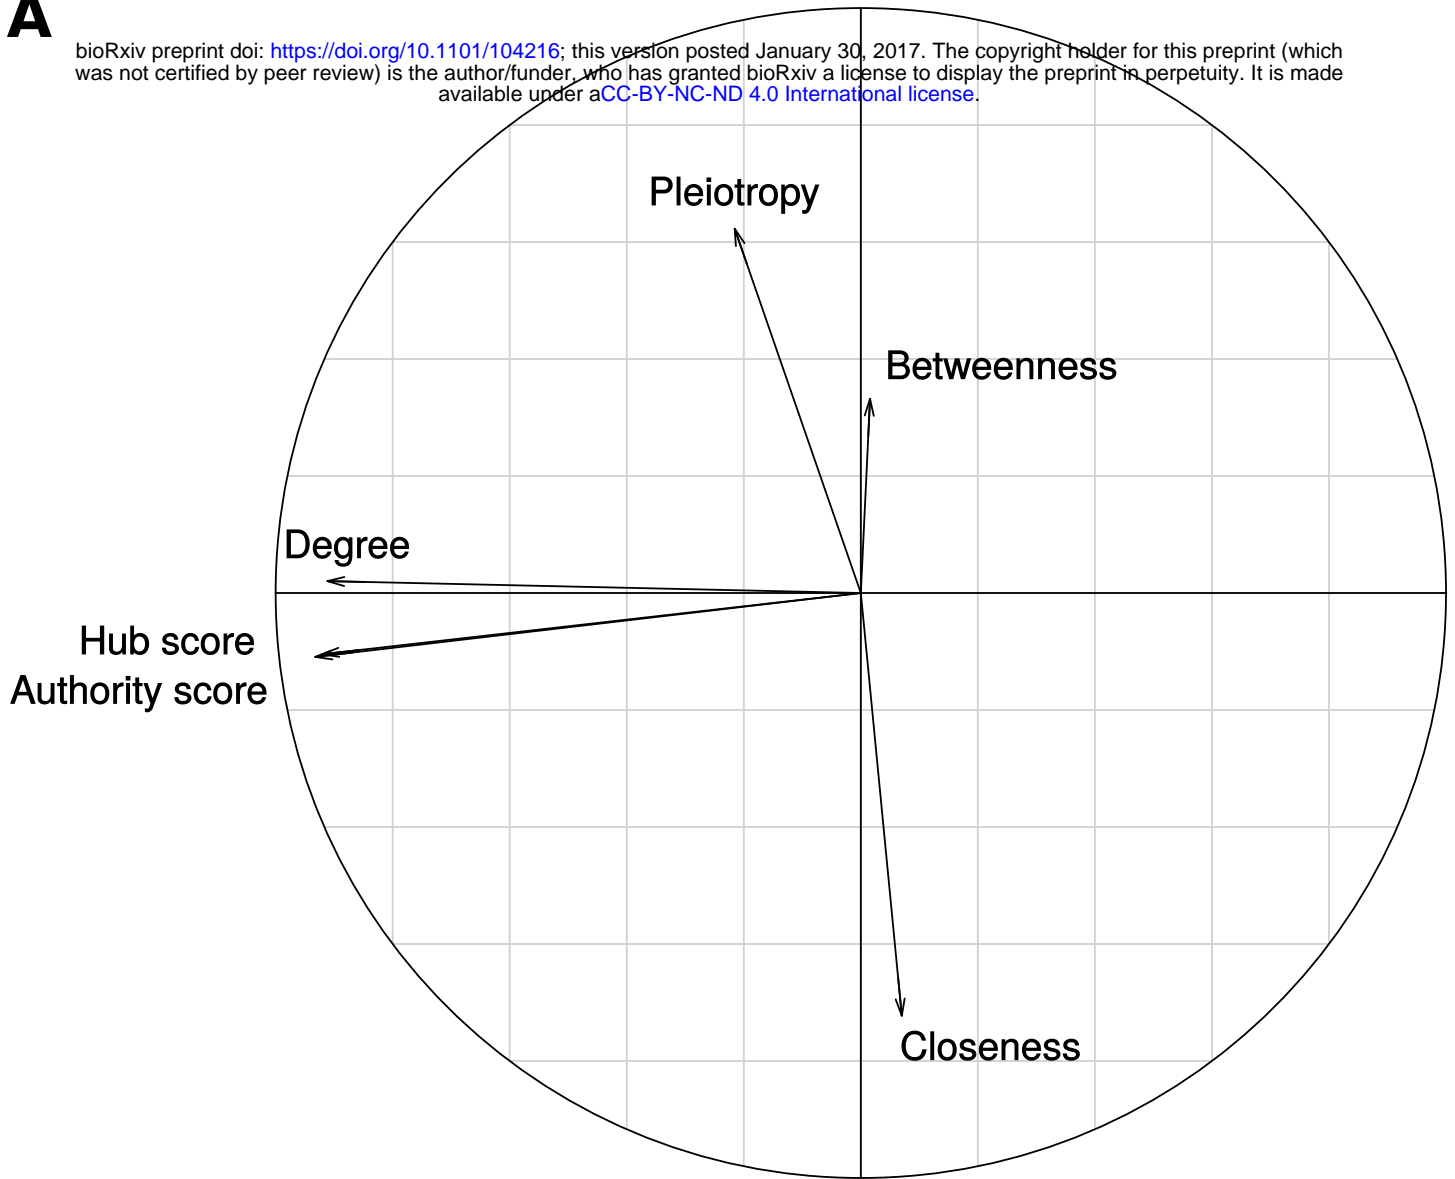 A
bioRxiv preprint doi: https://doi.org/10.1101/104216; this version posted January 30, 2017. The copyright holder for this preprint (which
was not certified by peer review) is the author/funder, who has granted bioRxiv a license to display the preprint in perpetuity. It is made
available under aCC-BY-NC-ND 4.0 International license.
Pleiotropy
Betweenness
Degree
Hub score
Authority score
Closeness